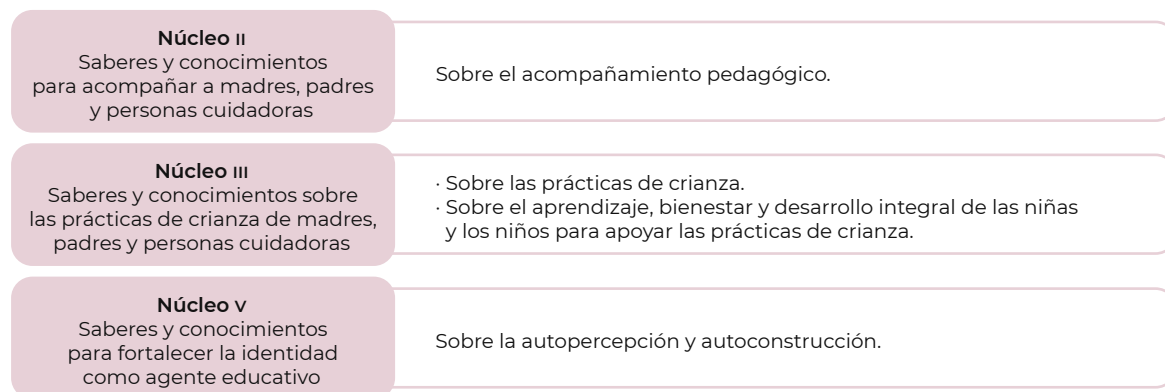 Núcleo II
Saberes y conocimientos
para acompañar a madres, padres
y personas cuidadoras
Sobre el acompañamiento pedagógico.
Núcleo III
Saberes y conocimientos sobre
las prácticas de crianza de madres,
padres y personas cuidadoras
· Sobre las prácticas de crianza.
· Sobre el aprendizaje, bienestar y desarrollo integral de las niñas
y los niños para apoyar las prácticas de crianza.
Núcleo V
Saberes y conocimientos
para fortalecer la identidad
como agente educativo
Sobre la autopercepción y autoconstrucción.